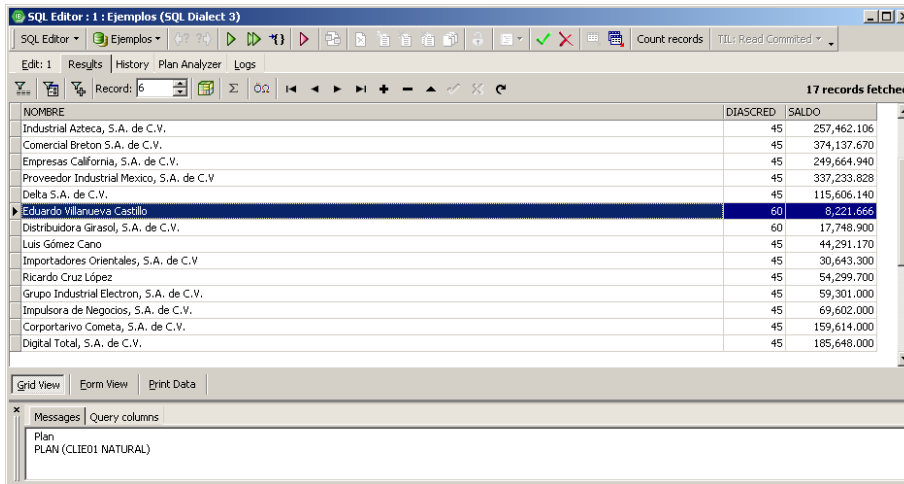 SQL Editor : 1 : Ejemplos (SQL Dialect 3)
SQL Editor Ejemplos Count records TIL: Read Commited
Edit: 1 Results History Plan Analyzer Logs
Record: 6 Σ ÖΩ 17 records fetched
NOMBRE DIASCRED SALDO
Industrial Azteca, S.A. de C.V. 45 257,462.106
Comercial Breton S.A. de C.V. 45 374,137.670
Empresas California, S.A. de C.V. 45 249,664.940
Proveedor Industrial Mexico, S.A. de C.V 45 337,233.828
Delta S.A. de C.V. 45 115,606.140
Eduardo Villanueva Castillo 60 8,221.666
Distribuidora Girasol, S.A. de C.V. 60 17,748.900
Luis Gómez Cano 45 44,291.170
Importadores Orientales, S.A. de C.V 45 30,643.300
Ricardo Cruz López 45 54,299.700
Grupo Industrial Electron, S.A. de C.V. 45 59,301.000
Impulsora de Negocios, S.A. de C.V. 45 69,602.000
Corportarivo Cometa, S.A. de C.V. 45 159,614.000
Digital Total, S.A. de C.V. 45 185,648.000
Grid View Form View Print Data
Messages Query columns
Plan
PLAN (CLIE01 NATURAL)